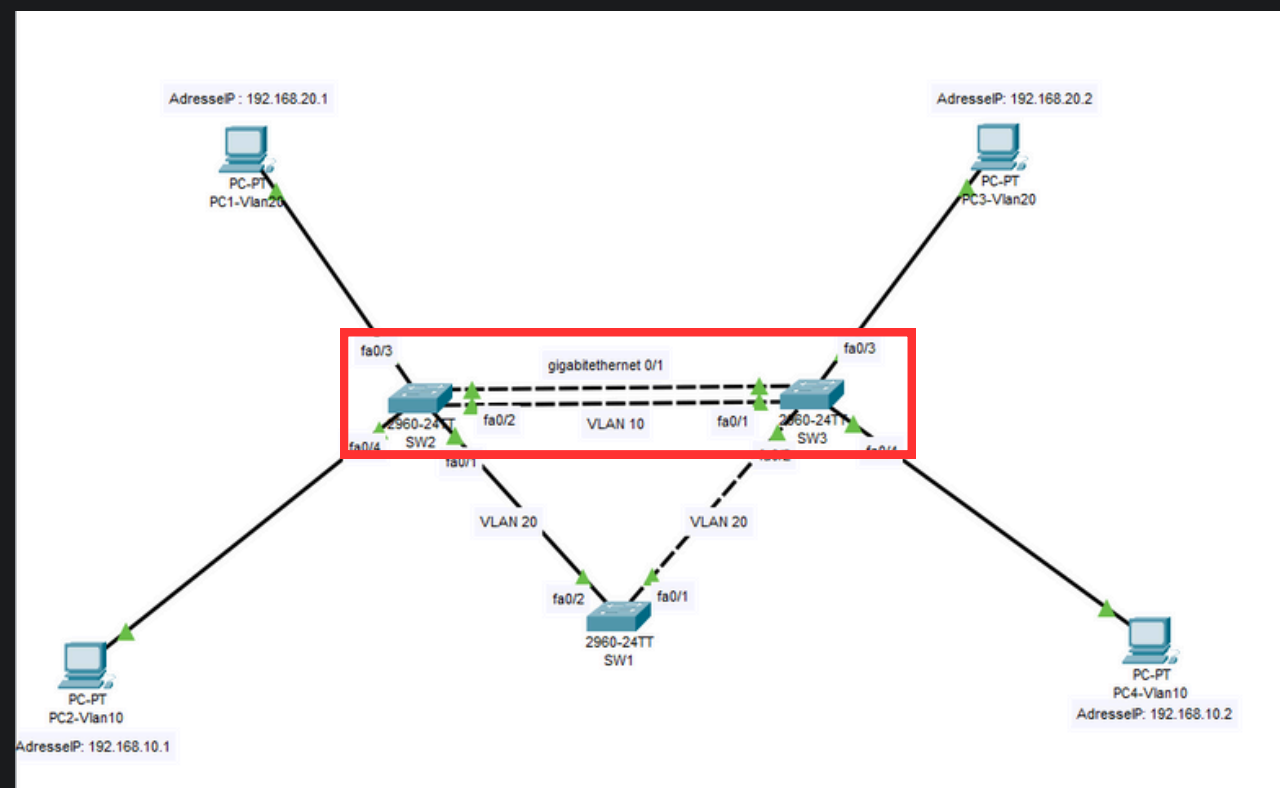 AdresseIP : 192.168.20.1
AdresseIP: 192.168.20.2
PC-PT
PC1-Vlan20
PC-PT
PC3-Vlan20
fa0/3
fa0/3
gigabitethernet 0/1
fa0/2
VLAN 10
fa0/1
2960-24TT
SW2
2960-24TT
SW3
fa0/4
fa0/1
VLAN 20
VLAN 20
fa0/2
fa0/1
2960-24TT
SW1
PC-PT
PC2-Vlan10
AdresseIP: 192.168.10.1
PC-PT
PC4-Vlan10
AdresseIP: 192.168.10.2